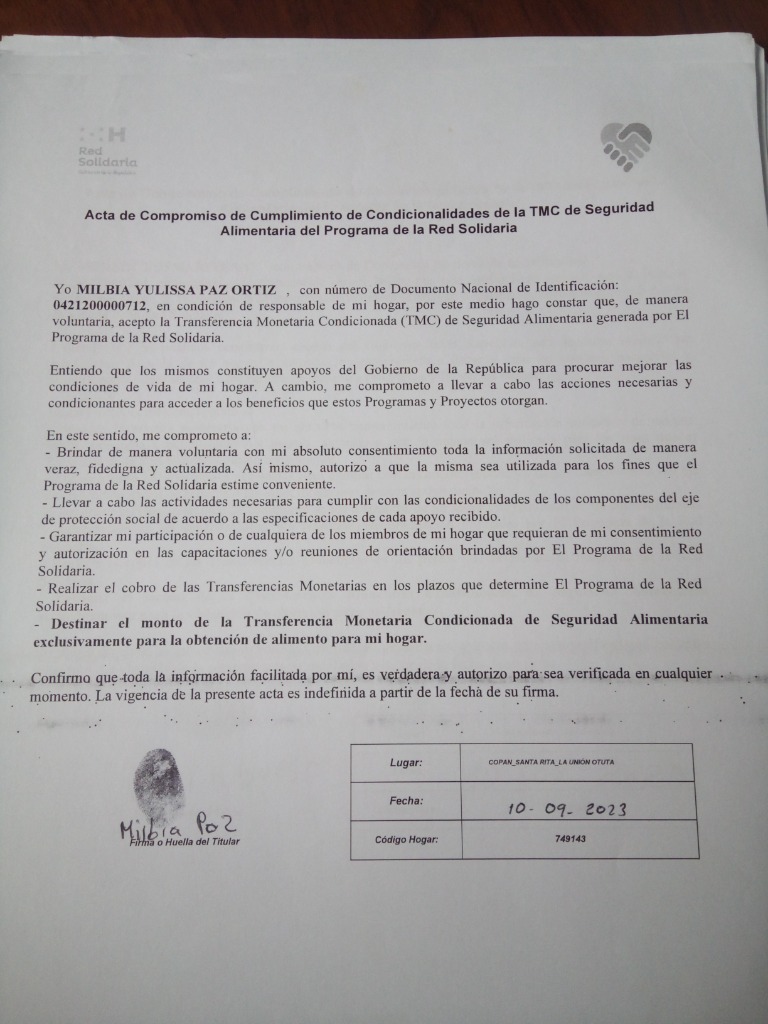 Red
Solidaria
Acta de Compromiso de Cumplimiento de Condicionalidades de la TMC de Seguridad
Alimentaria del Programa de la Red Solidaria
Yo MILBIA YULISSA PAZ ORTIZ , con número de Documento Nacional de Identificación:
0421200000712, en condición de responsable de mi hogar, por este medio hago constar que, de manera
voluntaria, acepto la Transferencia Monetaria Condicionada (TMC) de Seguridad Alimentaria generada por El
Programa de la Red Solidaria.
Entiendo que los mismos constituyen apoyos del Gobierno de la República para procurar mejorar las
condiciones de vida de mi hogar. A cambio, me comprometo a llevar a cabo las acciones necesarias y
condicionantes para acceder a los beneficios que estos Programas y Proyectos otorgan.
En este sentido, me comprometo a:
- Brindar de manera voluntaria con mi absoluto consentimiento toda la información solicitada de manera
veraz, fidedigna y actualizada. Así mismo, autorizó a que la misma sea utilizada para los fines que el
Programa de la Red Solidaria estime conveniente.
- Llevar a cabo las actividades necesarias para cumplir con las condicionalidades de los componentes del eje
de protección social de acuerdo a las especificaciones de cada apoyo recibido.
- Garantizar mi participación o de cualquiera de los miembros de mi hogar que requieran de mi consentimiento
y autorización en las capacitaciones y/o reuniones de orientación brindadas por El Programa de la Red
Solidaria.
- Realizar el cobro de las Transferencias Monetarias en los plazos que determine El Programa de la Red
Solidaria.
- Destinar el monto de la Transferencia Monetaria Condicionada de Seguridad Alimentaria
exclusivamente para la obtención de alimento para mi hogar.
Confirmo que toda la información facilitada por mí, es verdadera y autorizo para sea verificada en cualquier
momento. La vigencia de la presente acta es indefinida a partir de la fecha de su firma.
Milbia Paz
Firma o Huella del Titular
Lugar: COPAN_SANTA RITA_LA UNION OTUTA
Fecha: 10-09-2023
Código Hogar: 749143